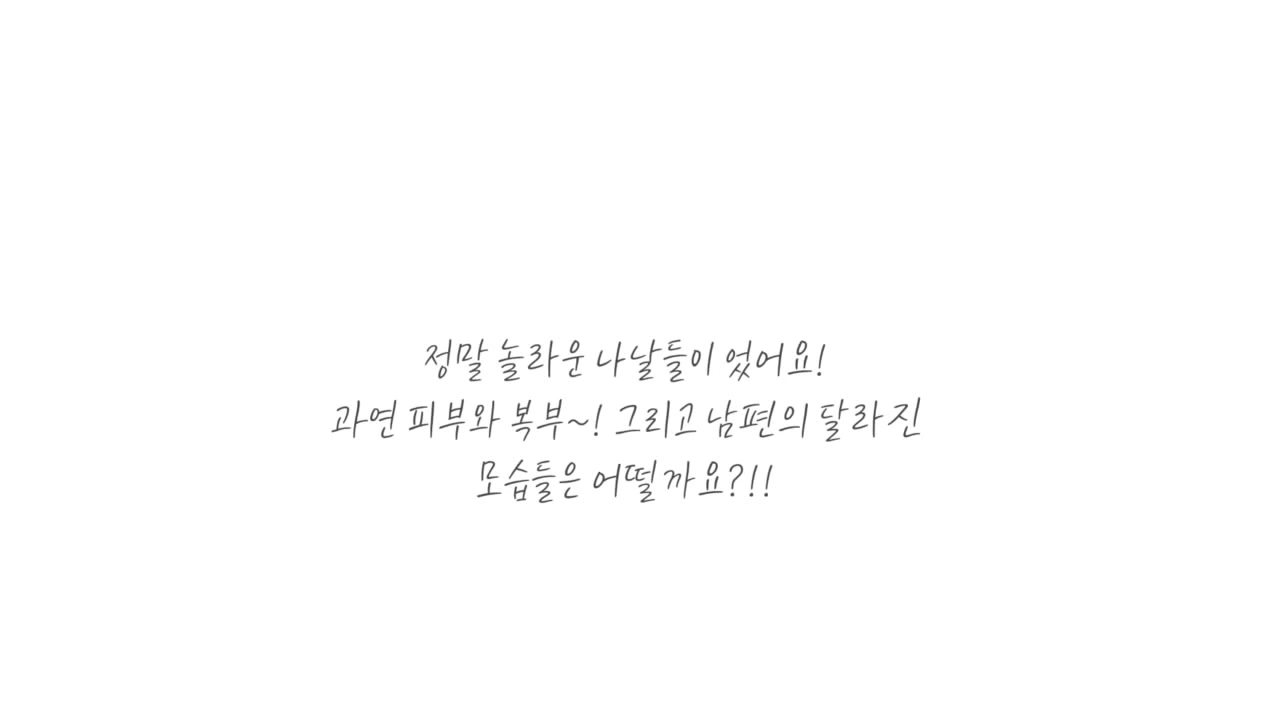 정말 놀라운 나날들이 었어요!
과연 피부와 복부~! 그리고 남편의 달라진
모습들은 어떨까요?!!